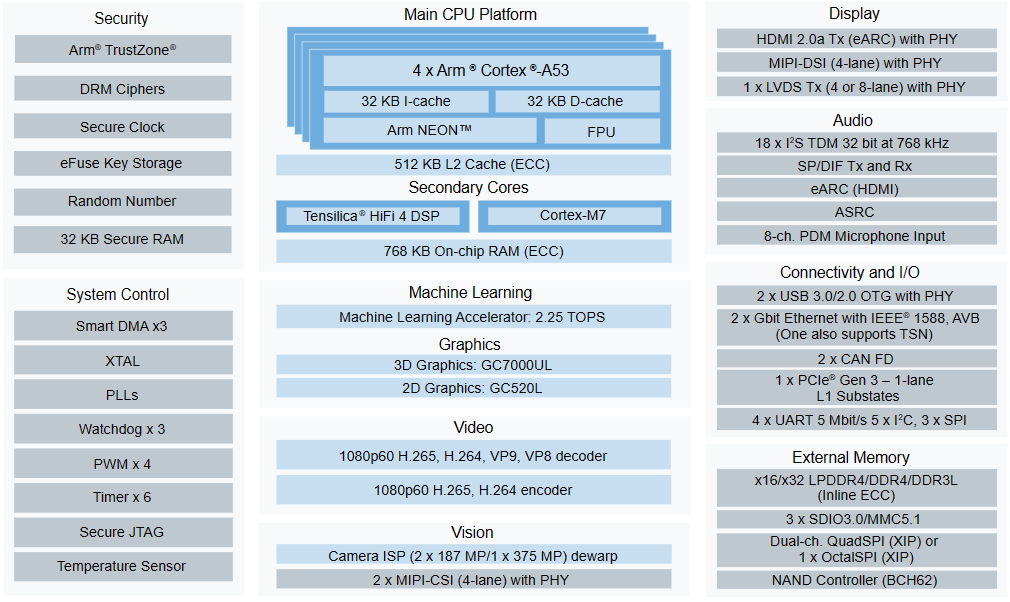 Security
Arm® TrustZone®
DRM Ciphers
Secure Clock
eFuse Key Storage
Random Number
32 KB Secure RAM
System Control
Smart DMA x3
XTAL
PLLs
Watchdog x 3
PWM x 4
Timer x 6
Secure JTAG
Temperature Sensor
Main CPU Platform
4 x Arm ® Cortex ®-A53
32 KB I-cache
32 KB D-cache
Arm NEON™
FPU
512 KB L2 Cache (ECC)
Secondary Cores
Tensilica® HiFi 4 DSP
Cortex-M7
768 KB On-chip RAM (ECC)
Machine Learning
Machine Learning Accelerator: 2.25 TOPS
Graphics
3D Graphics: GC7000UL
2D Graphics: GC520L
Video
1080p60 H.265, H.264, VP9, VP8 decoder
1080p60 H.265, H.264 encoder
Vision
Camera ISP (2 x 187 MP/1 x 375 MP) dewarp
2 x MIPI-CSI (4-lane) with PHY
Display
HDMI 2.0a Tx (eARC) with PHY
MIPI-DSI (4-lane) with PHY
1 x LVDS Tx (4 or 8-lane) with PHY
Audio
18 x I²S TDM 32 bit at 768 kHz
SP/DIF Tx and Rx
eARC (HDMI)
ASRC
8-ch. PDM Microphone Input
Connectivity and I/O
2 x USB 3.0/2.0 OTG with PHY
2 x Gbit Ethernet with IEEE® 1588, AVB
(One also supports TSN)
2 x CAN FD
1 x PCIe® Gen 3 – 1-lane
L1 Substates
4 x UART 5 Mbit/s 5 x I²C, 3 x SPI
External Memory
x16/x32 LPDDR4/DDR4/DDR3L
(Inline ECC)
3 x SDIO3.0/MMC5.1
Dual-ch. QuadSPI (XIP) or
1 x OctalSPI (XIP)
NAND Controller (BCH62)